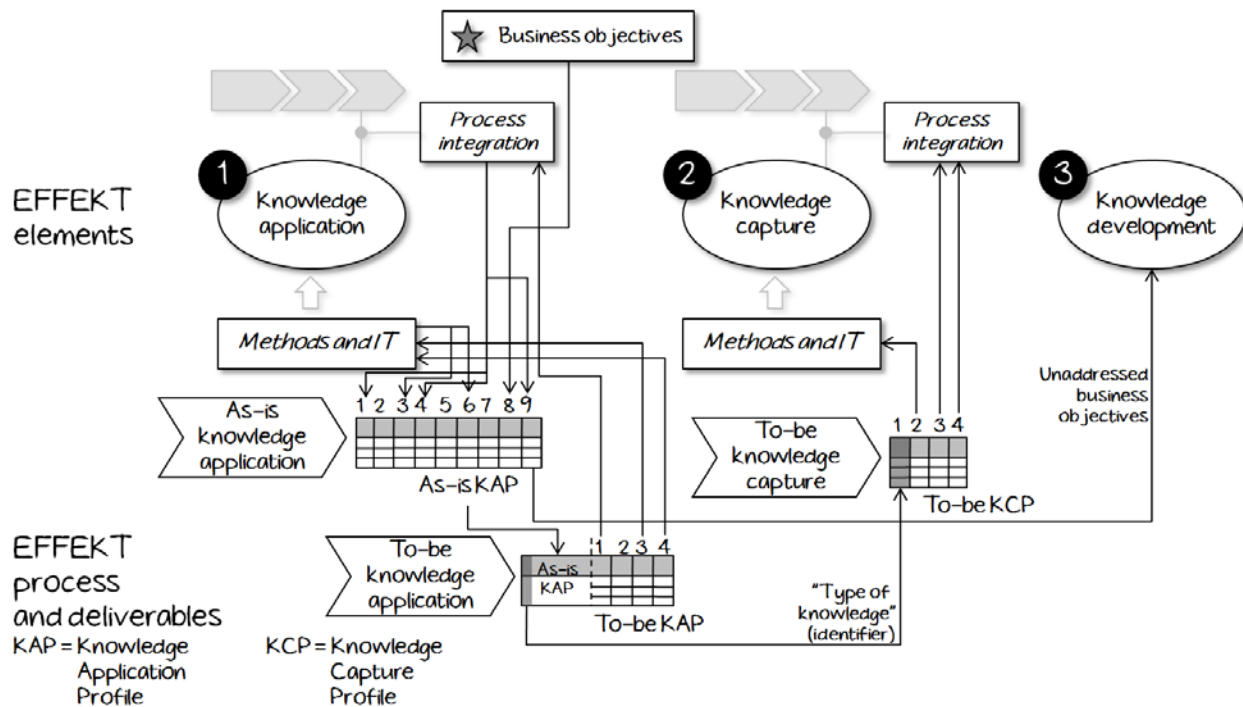 Business objectives
Process
integration
Process
integration
1
Knowledge
application
2
Knowledge
capture
3
Knowledge
development
EFFEKT
elements
Methods and IT
Methods and IT
Unaddressed
business
objectives
1 2 3 4 5 6 7 8 9
As-is
knowledge
application
As-is KAP
To-be
knowledge
capture
1 2 3 4
To-be KCP
EFFEKT
process
and deliverables
To-be
knowledge
application
1 2 3 4
As-is
KAP
To-be KAP
"Type of
knowledge"
(identifier)
KAP = Knowledge
Application
Profile
KCP = Knowledge
Capture
Profile